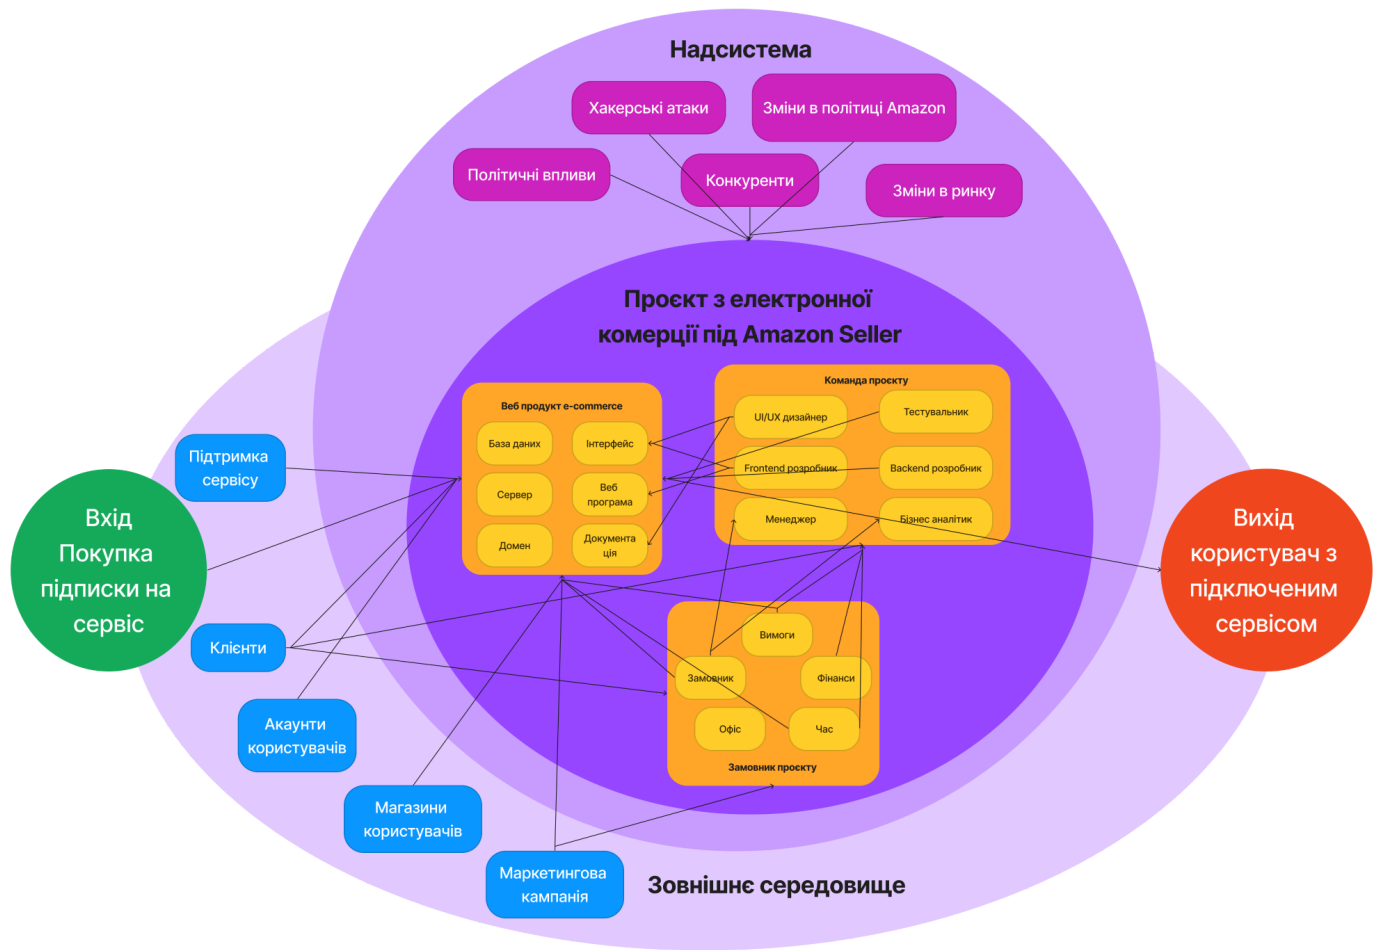 Надсистема
Хакерські атаки
Зміни в політиці Amazon
Політичні впливи
Конкуренти
Зміни в ринку
Проєкт з електронної
комерції під Amazon Seller
Веб продукт e-commerce
База даних
Інтерфейс
Сервер
Веб
програма
Домен
Документа
ція
Команда проєкту
UI/UX дизайнер
Тестувальник
Frontend розробник
Backend розробник
Менеджер
Бізнес аналітик
Вимоги
Замовник
Фінанси
Офіс
Час
Замовник проєкту
Підтримка
сервісу
Вхід
Покупка
підписки на
сервіс
Клієнти
Акаунти
користувачів
Магазини
користувачів
Маркетингова
кампанія
Зовнішнє середовище
Вихід
користувач з
підключеним
сервісом